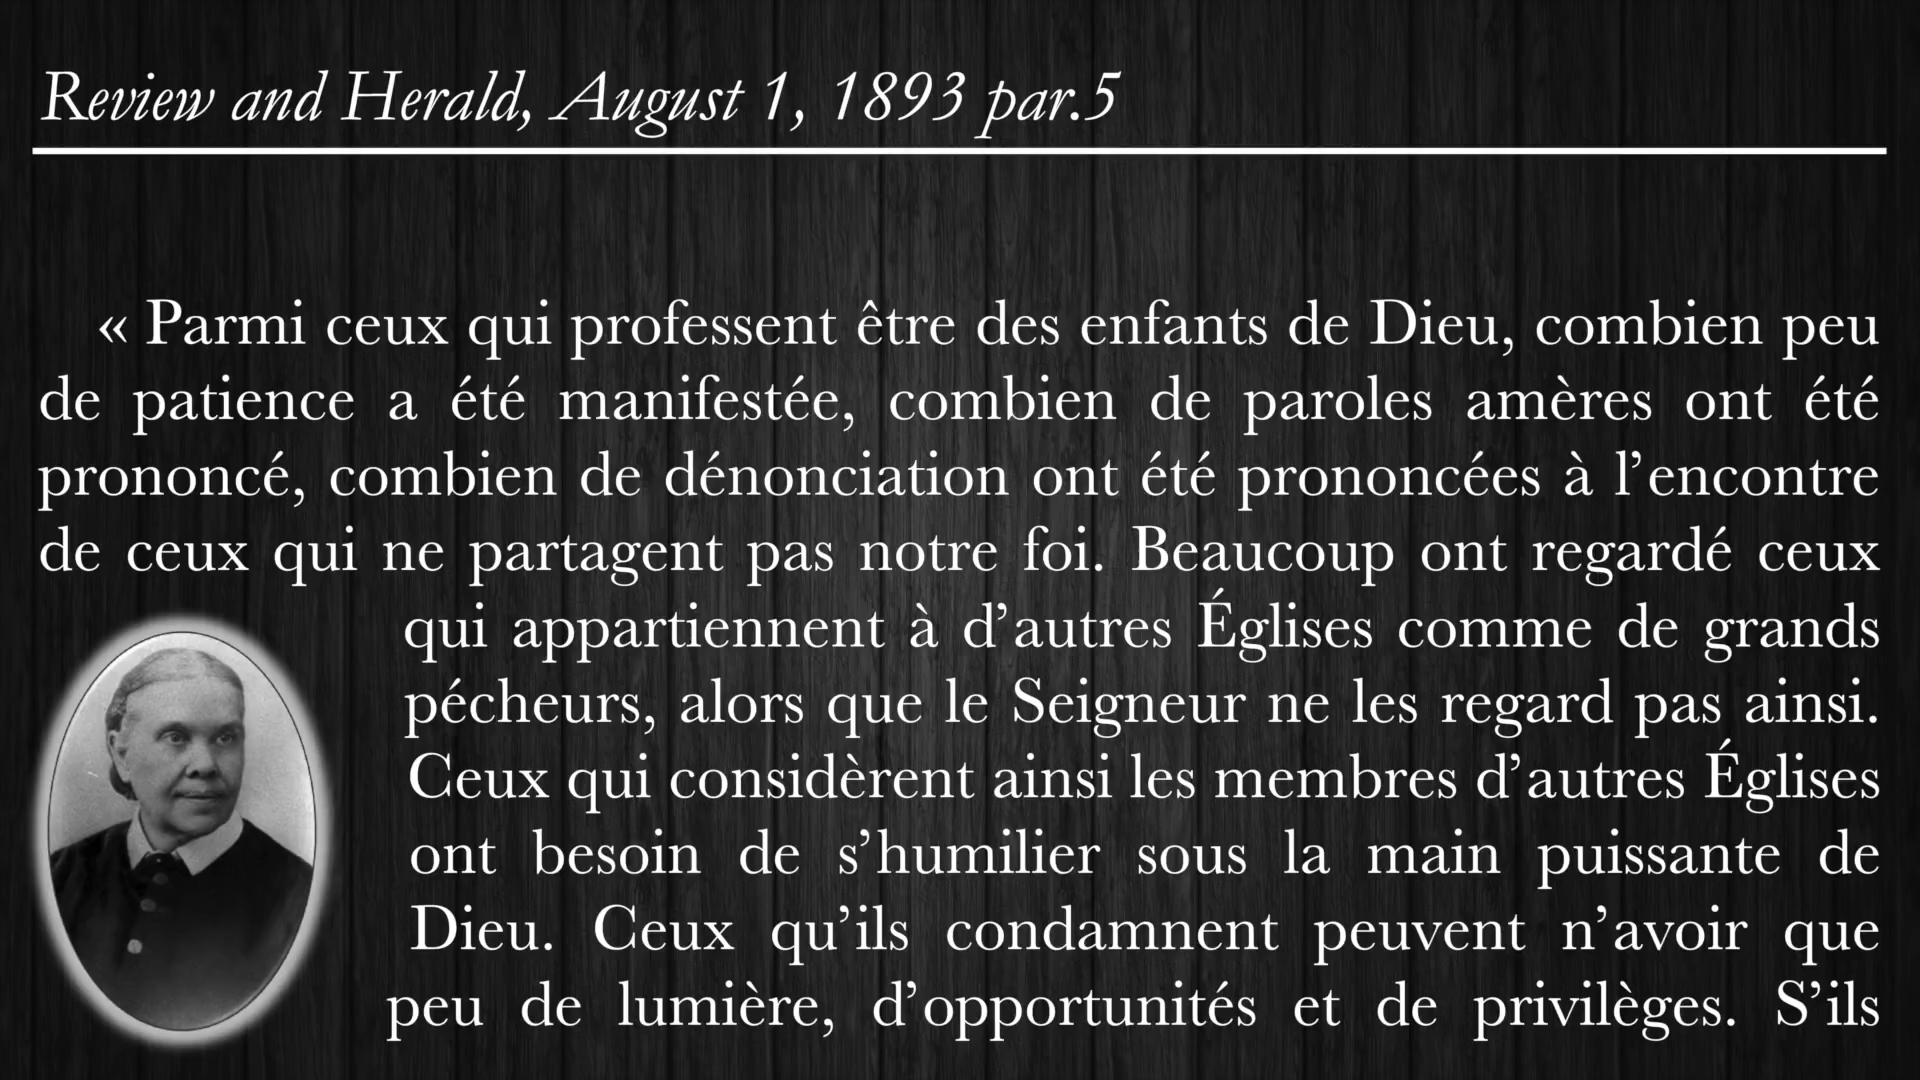 Review and Herald, August 1, 1893 par.5
« Parmi ceux qui professent être des enfants de Dieu, combien peu
de patience a été manifestée, combien de paroles amères ont été
prononcé, combien de dénonciation ont été prononcées à l’encontre
de ceux qui ne partagent pas notre foi. Beaucoup ont regardé ceux
qui appartiennent à d’autres Églises comme de grands
pécheurs, alors que le Seigneur ne les regard pas ainsi.
Ceux qui considèrent ainsi les membres d’autres Églises
ont besoin de s’humilier sous la main puissante de
Dieu. Ceux qu’ils condamnent peuvent n’avoir que
peu de lumière, d’opportunités et de privilèges. S’ils